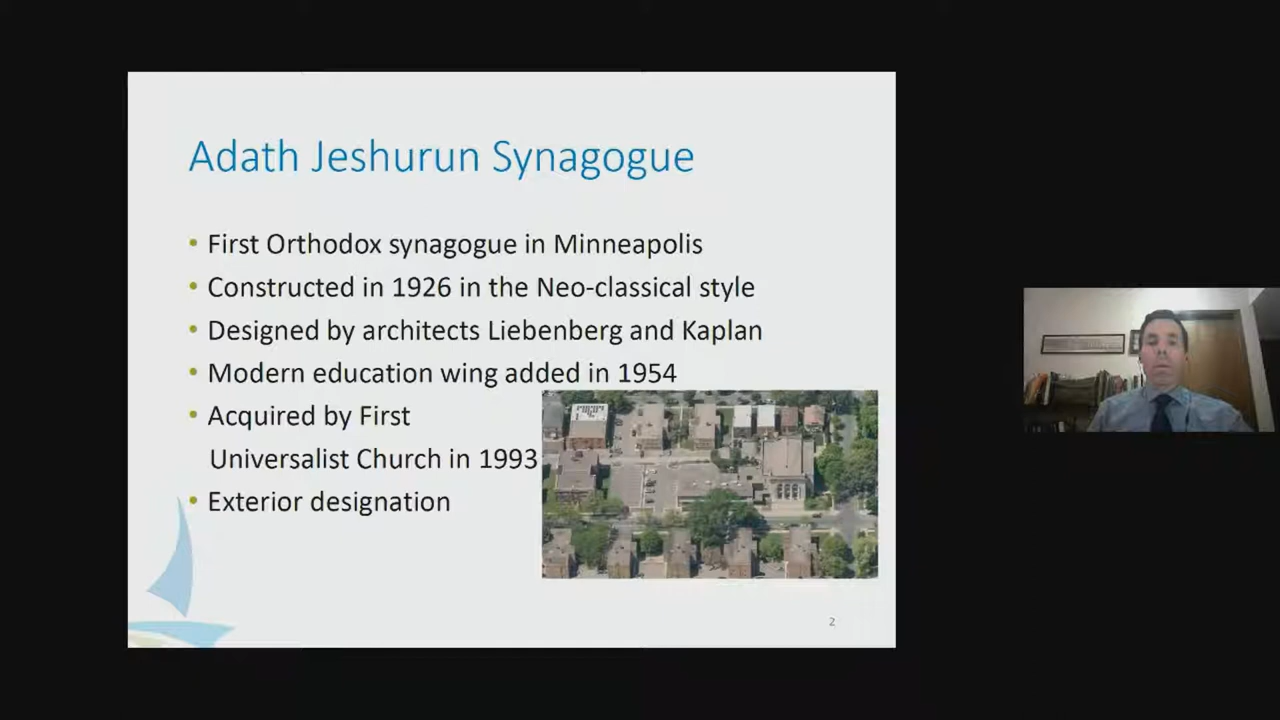 Adath Jeshurun Synagogue
• First Orthodox synagogue in Minneapolis
• Constructed in 1926 in the Neo-classical style
• Designed by architects Liebenberg and Kaplan
• Modern education wing added in 1954
• Acquired by First
Universalist Church in 1993
• Exterior designation
2